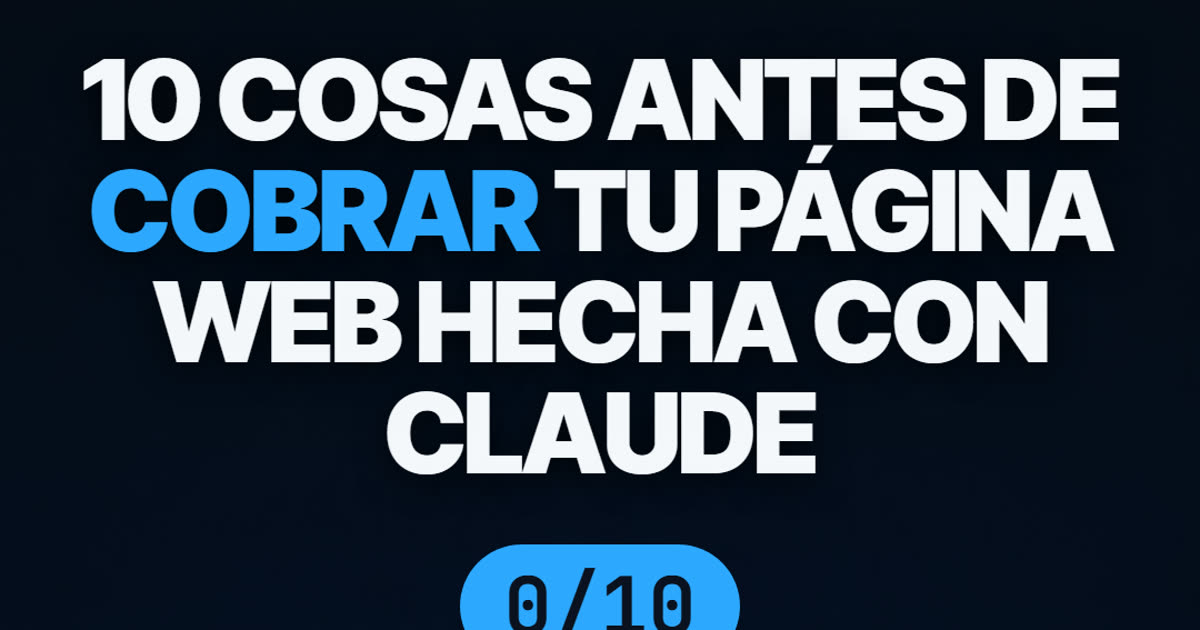 10 COSAS ANTES DE
COBRAR TU PÁGINA
WEB HECHA CON
CLAUDE
0/10